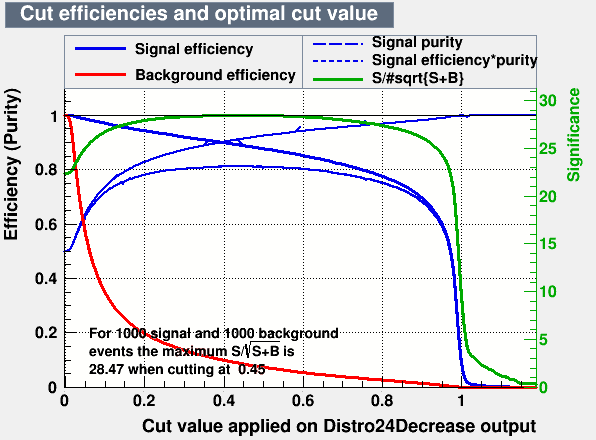 Cut efficiencies and optimal cut value
Signal efficiency
Background efficiency
Signal purity
Signal efficiency*purity
S/#sqrt{S+B}
Efficiency (Purity)
1
0.8
0.6
0.4
0.2
0
Significance
30
25
20
15
10
5
0
For 1000 signal and 1000 background
events the maximum S/√S+B is
28.47 when cutting at 0.45
0 0.2 0.4 0.6 0.8 1
Cut value applied on Distro24Decrease output